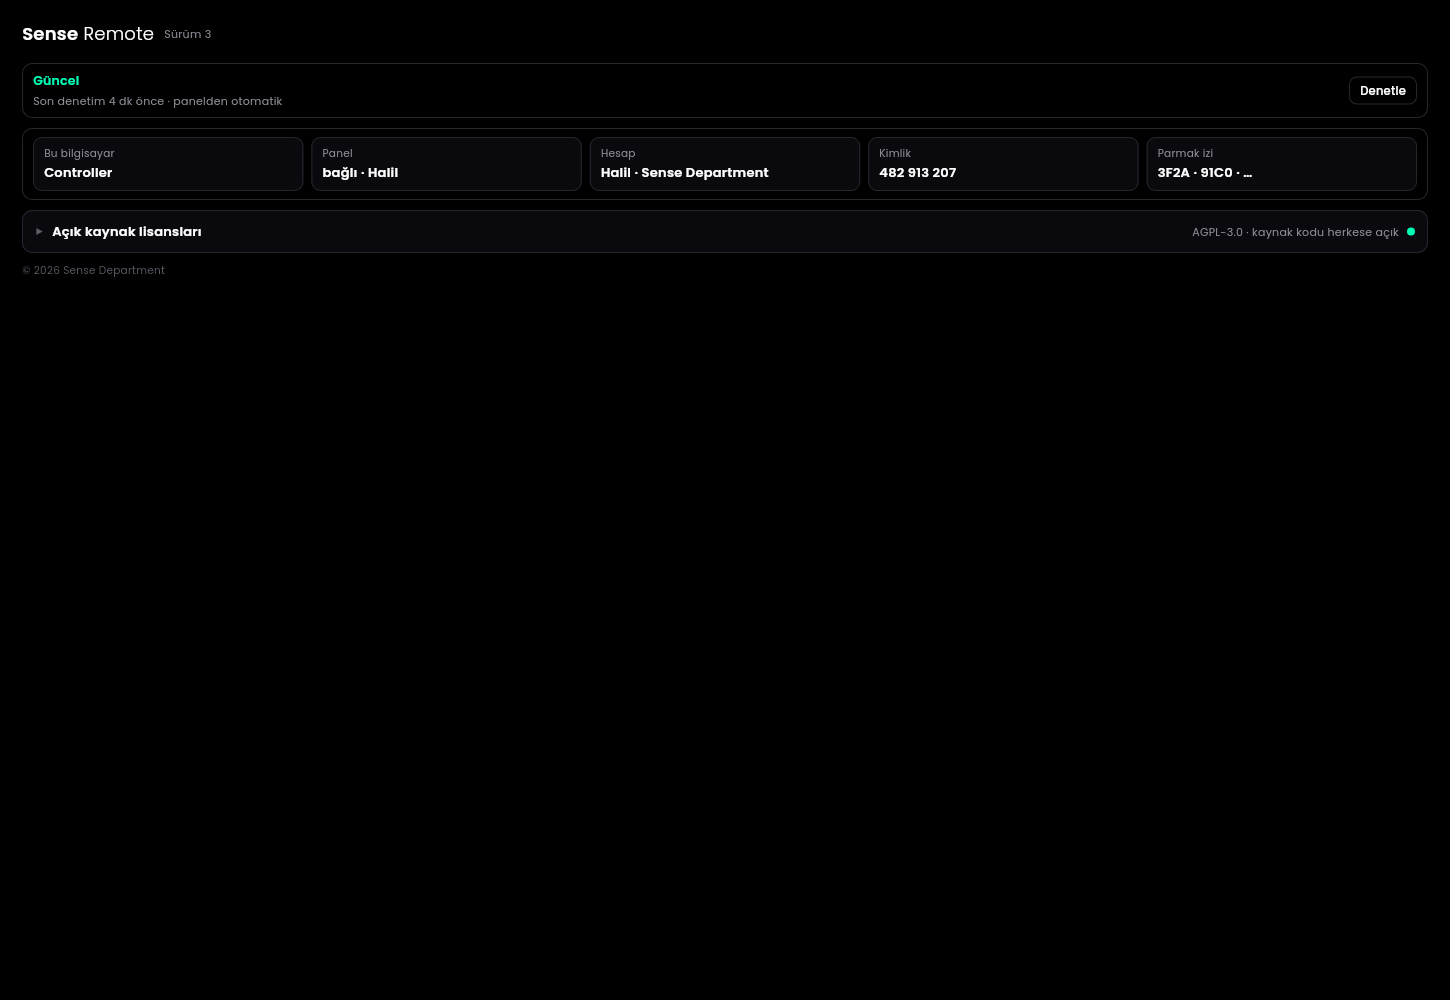 Sense Remote Sürüm 3
Güncel
Son denetim 4 dk önce · panelden otomatik
Denetle
Bu bilgisayar
Controller
Panel
bağlı · Halil
Hesap
Halil · Sense Department
Kimlik
482 913 207
Parmak izi
3F2A · 91C0 · …
Açık kaynak lisansları
AGPL-3.0 · kaynak kodu herkese açık
© 2026 Sense Department